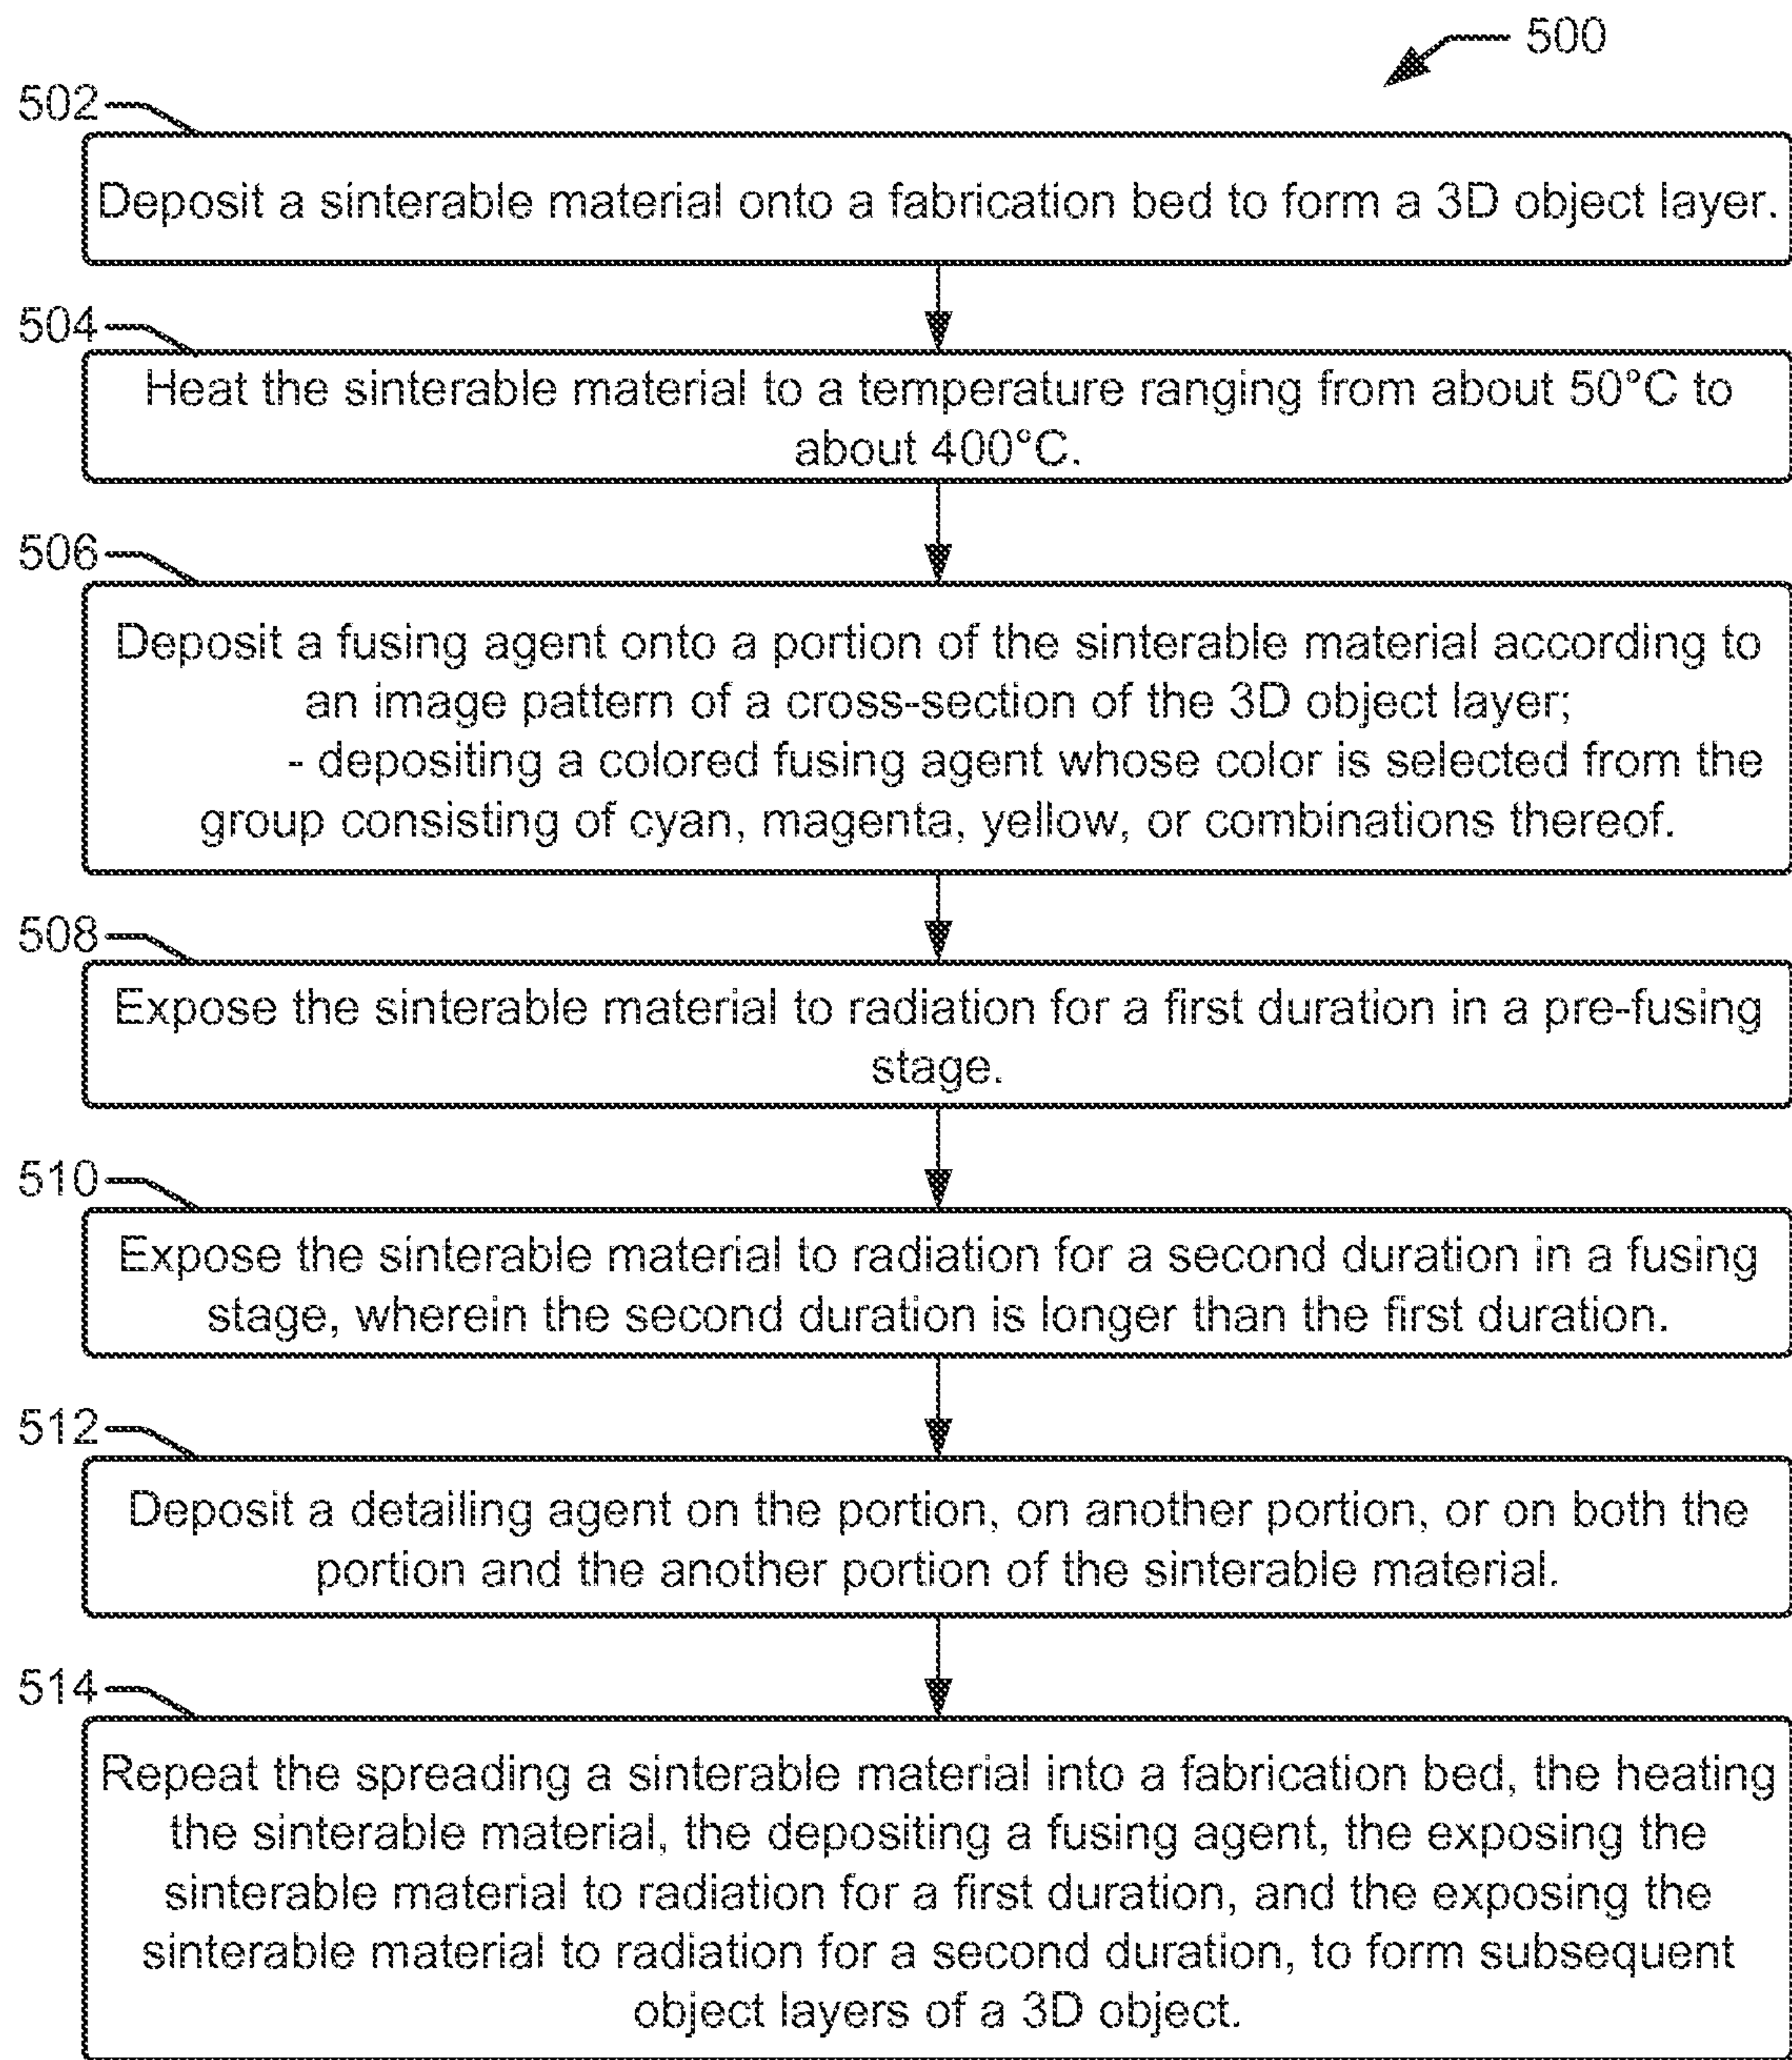 500
502
Deposit a sinterable material onto a fabrication bed to form a 3D object layer.
504
Heat the sinterable material to a temperature ranging from about 50°C to
about 400°C.
506
Deposit a fusing agent onto a portion of the sinterable material according to
an image pattern of a cross-section of the 3D object layer;
- depositing a colored fusing agent whose color is selected from the
group consisting of cyan, magenta, yellow, or combinations thereof.
508
Expose the sinterable material to radiation for a first duration in a pre-fusing
stage.
510
Expose the sinterable material to radiation for a second duration in a fusing
stage, wherein the second duration is longer than the first duration.
512
Deposit a detailing agent on the portion, on another portion, or on both the
portion and the another portion of the sinterable material.
514
Repeat the spreading a sinterable material into a fabrication bed, the heating
the sinterable material, the depositing a fusing agent, the exposing the
sinterable material to radiation for a first duration, and the exposing the
sinterable material to radiation for a second duration, to form subsequent
object layers of a 3D object.